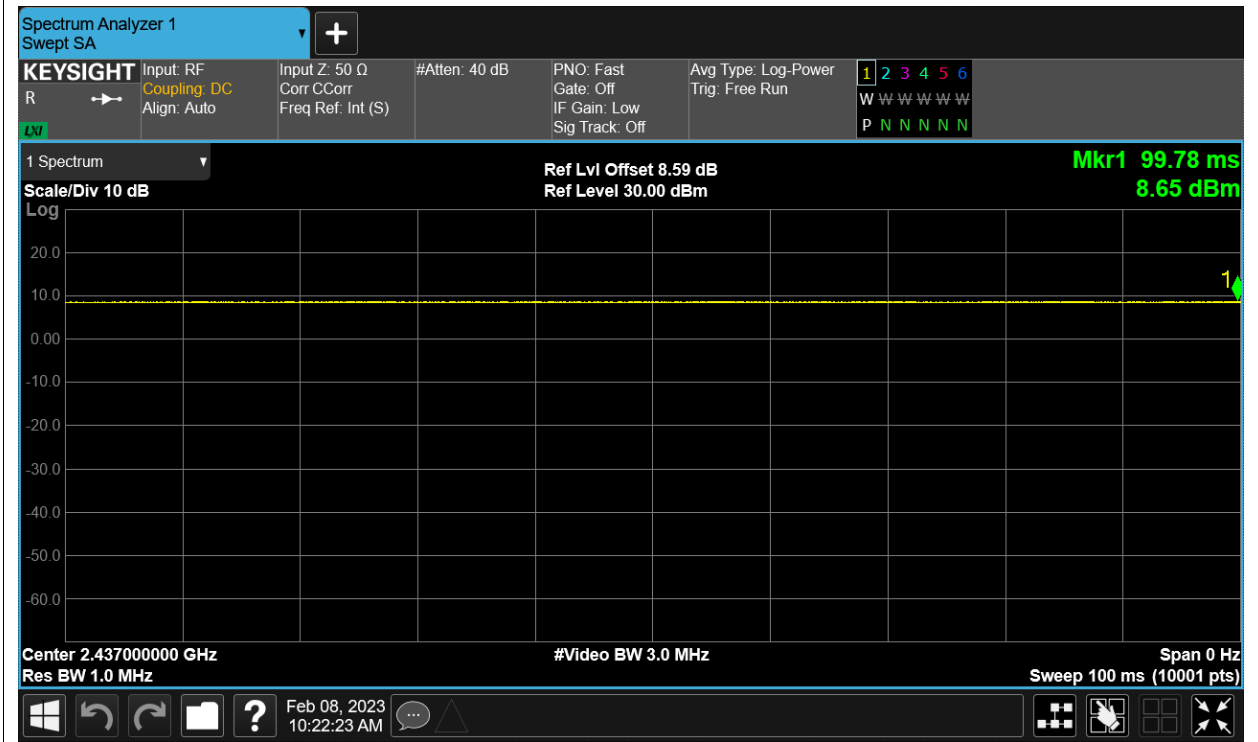 Spectrum Analyzer 1
Swept SA
+
KEYSIGHT Input: RF Input Z: 50 Ω #Atten: 40 dB PNO: Fast Avg Type: Log-Power 1 2 3 4 5 6
R Coupling: DC Corr CCorr Gate: Off Trig: Free Run W W W W W W
Align: Auto Freq Ref: Int (S) IF Gain: Low
LXI Sig Track: Off P N N N N N
1 Spectrum Ref Lvl Offset 8.59 dB Mkr1 99.78 ms
Scale/Div 10 dB Ref Level 30.00 dBm 8.65 dBm
Log
20.0
1
10.0
0.00
-10.0
-20.0
-30.0
-40.0
-50.0
-60.0
Center 2.437000000 GHz #Video BW 3.0 MHz Span 0 Hz
Res BW 1.0 MHz Sweep 100 ms (10001 pts)
? Feb 08, 2023
10:22:23 AM